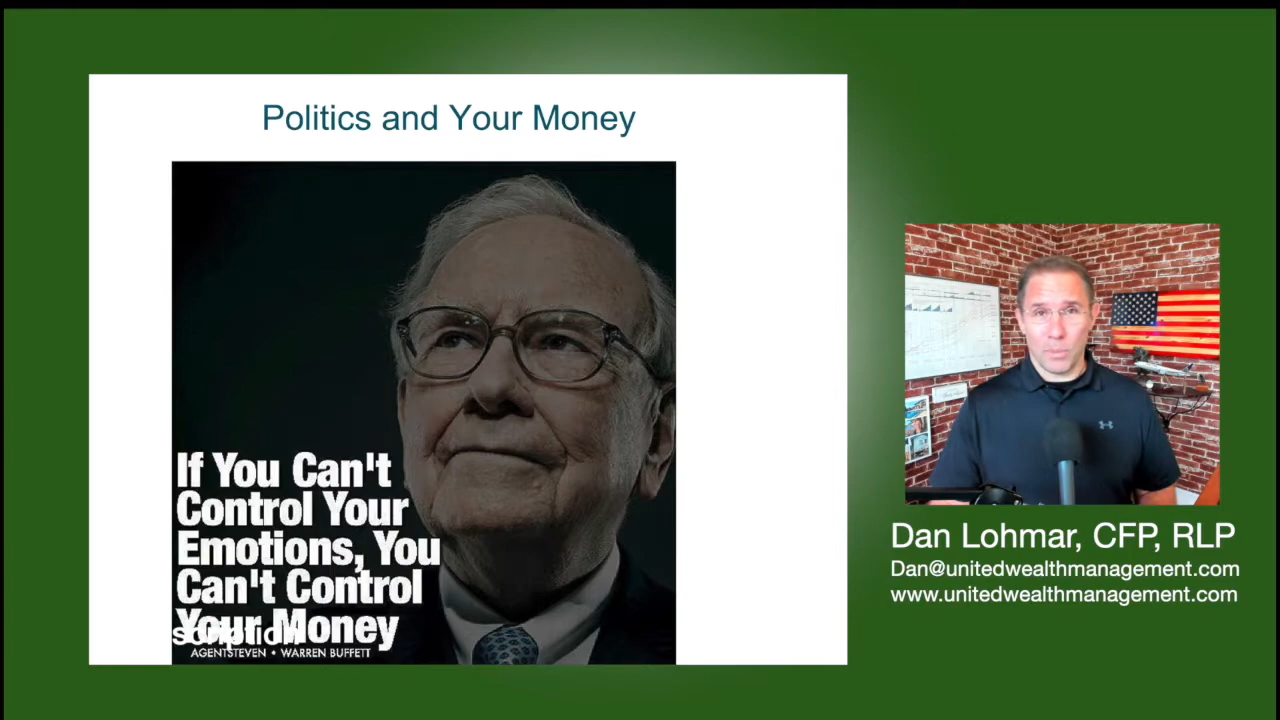 Politics and Your Money
If You Can't
Control Your
Emotions, You
Can't Control
Your Money
AGENTSTEVEN • WARREN BUFFETT
Dan Lohmar, CFP, RLP
Dan@unitedwealthmanagement.com
www.unitedwealthmanagement.com